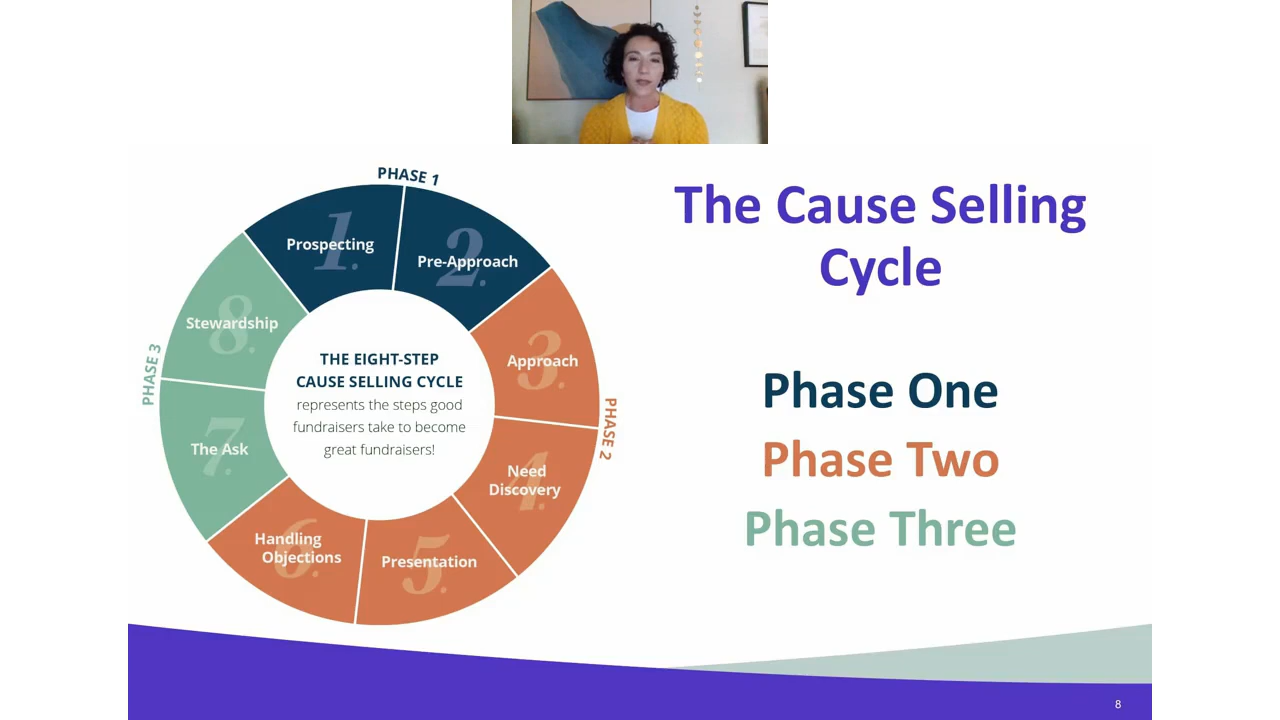 PHASE 1
1.
Prospecting
2.
Pre-Approach
3.
Approach
PHASE 2
4.
Need
Discovery
5.
Presentation
6.
Handling
Objections
7.
The Ask
PHASE 3
8.
Stewardship
THE EIGHT-STEP
CAUSE SELLING CYCLE
represents the steps good
fundraisers take to become
great fundraisers!
The Cause Selling
Cycle
Phase One
Phase Two
Phase Three
8